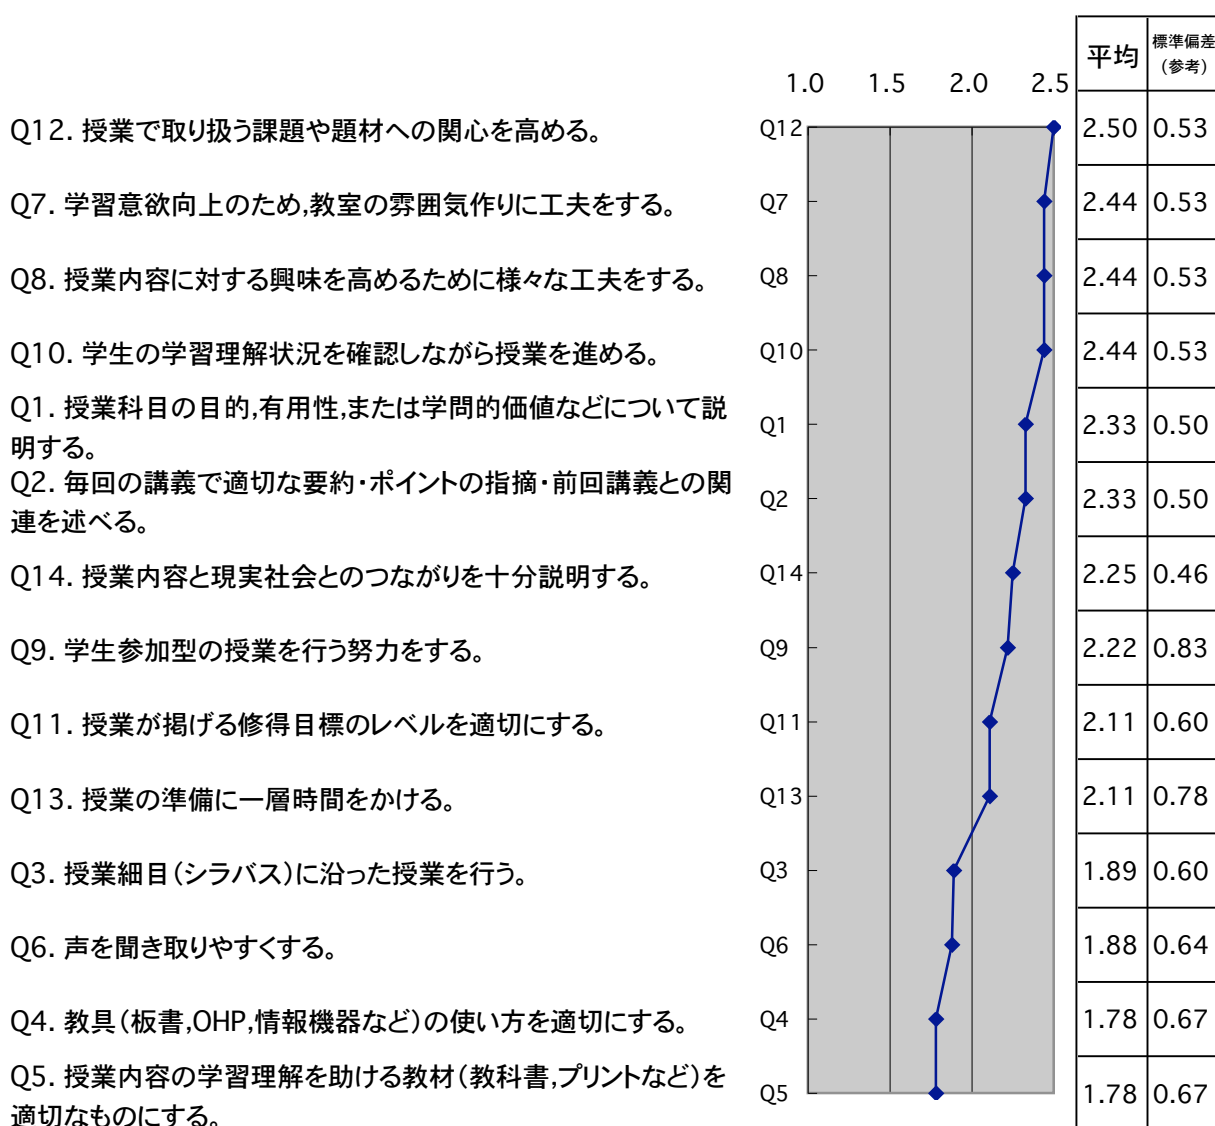 平均 標準偏差
(参考)
1.0 1.5 2.0 2.5
Q12. 授業で取り扱う課題や題材への関心を高める。 Q12 2.50 0.53
Q7. 学習意欲向上のため,教室の雰囲気作りに工夫をする。 Q7 2.44 0.53
Q8. 授業内容に対する興味を高めるために様々な工夫をする。 Q8 2.44 0.53
Q10. 学生の学習理解状況を確認しながら授業を進める。 Q10 2.44 0.53
Q1. 授業科目の目的,有用性,または学問的価値などについて説
明する。 Q1 2.33 0.50
Q2. 毎回の講義で適切な要約・ポイントの指摘・前回講義との関
連を述べる。 Q2 2.33 0.50
Q14. 授業内容と現実社会とのつながりを十分説明する。 Q14 2.25 0.46
Q9. 学生参加型の授業を行う努力をする。 Q9 2.22 0.83
Q11. 授業が掲げる修得目標のレベルを適切にする。 Q11 2.11 0.60
Q13. 授業の準備に一層時間をかける。 Q13 2.11 0.78
Q3. 授業細目(シラバス)に沿った授業を行う。 Q3 1.89 0.60
Q6. 声を聞き取りやすくする。 Q6 1.88 0.64
Q4. 教具(板書,OHP,情報機器など)の使い方を適切にする。 Q4 1.78 0.67
Q5. 授業内容の学習理解を助ける教材(教科書,プリントなど)を
適切なものにする。 Q5 1.78 0.67